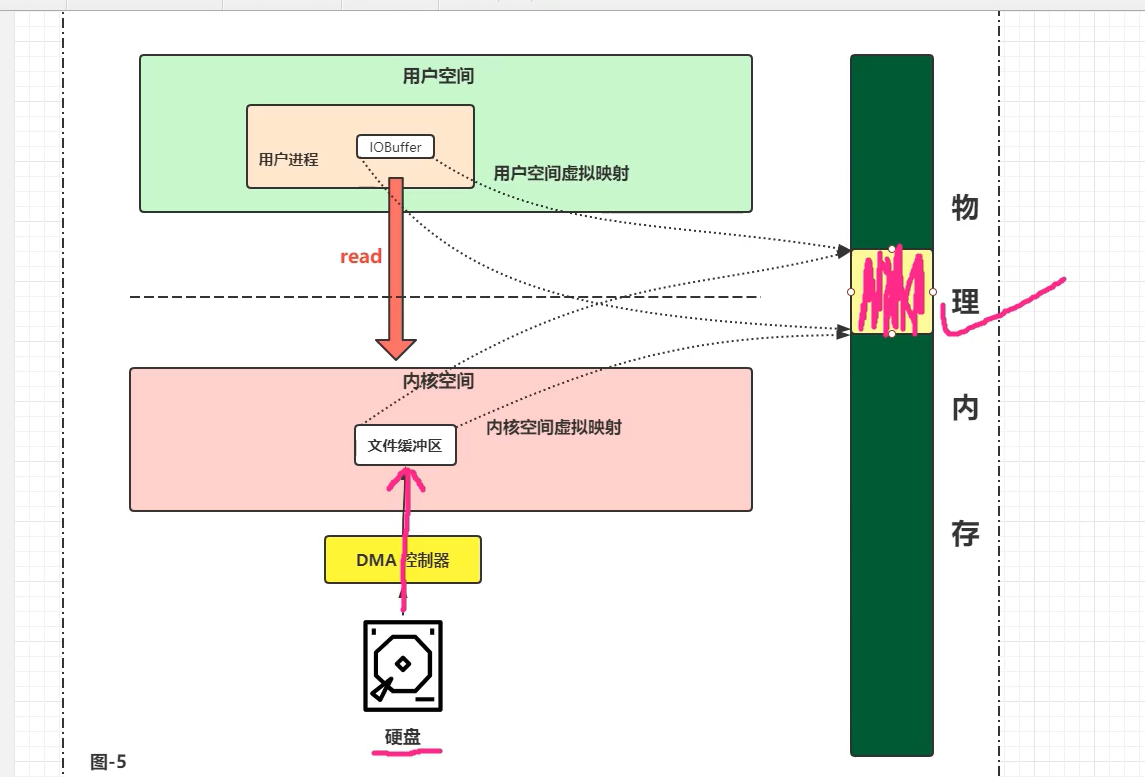 用户空间
IOBuffer
用户进程
用户空间虚拟映射
read
内核空间
内核空间虚拟映射
文件缓冲区
DMA 控制器
硬盘
图-5
物
理
内
存